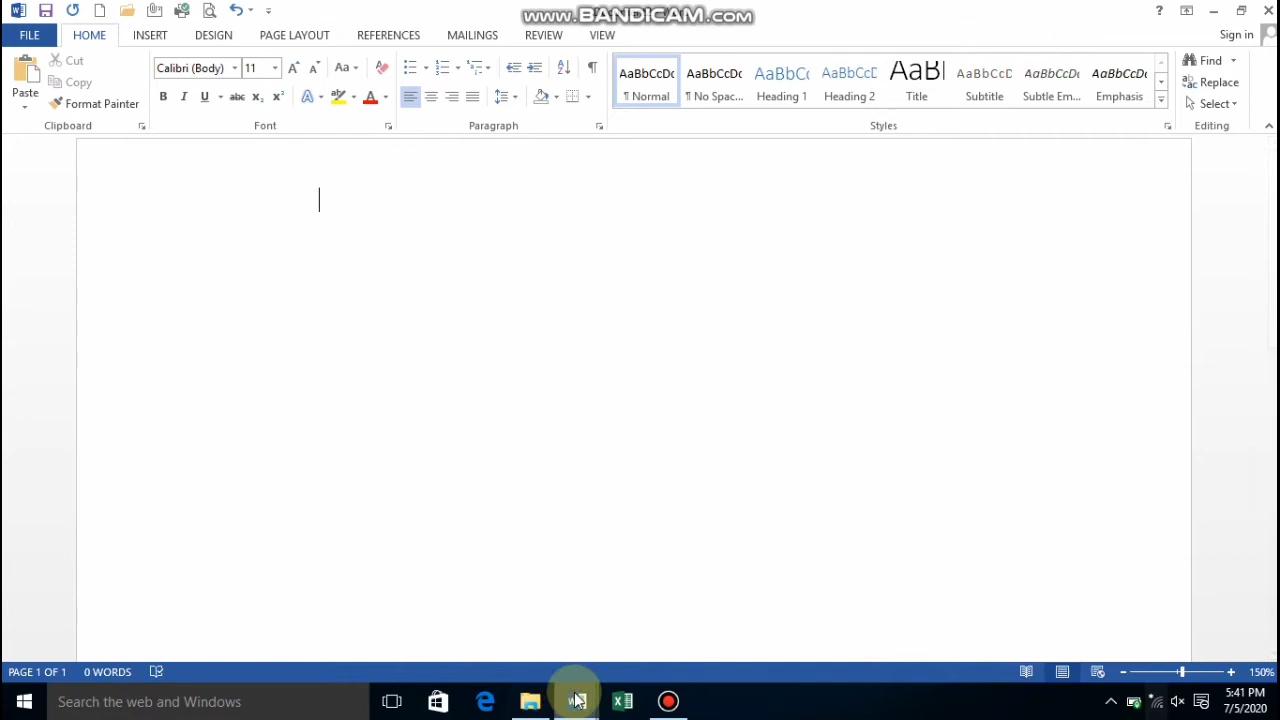 www.BANDICAM.com
Sign in
FILE HOME INSERT DESIGN PAGE LAYOUT REFERENCES MAILINGS REVIEW VIEW
Paste
Cut
Copy
Format Painter
Clipboard
Calibri (Body) 11
Font
Paragraph
AaBbCcDc AaBbCcDc AaBbCc AaBbCcD AaBl AaBbCcD AaBbCcDc AaBbCcDc
¶ Normal ¶ No Spac... Heading 1 Heading 2 Title Subtitle Subtle Em... Emphasis
Styles
Find
Replace
Select
Editing
PAGE 1 OF 1 0 WORDS
150%
Search the web and Windows
5:41 PM
7/5/2020